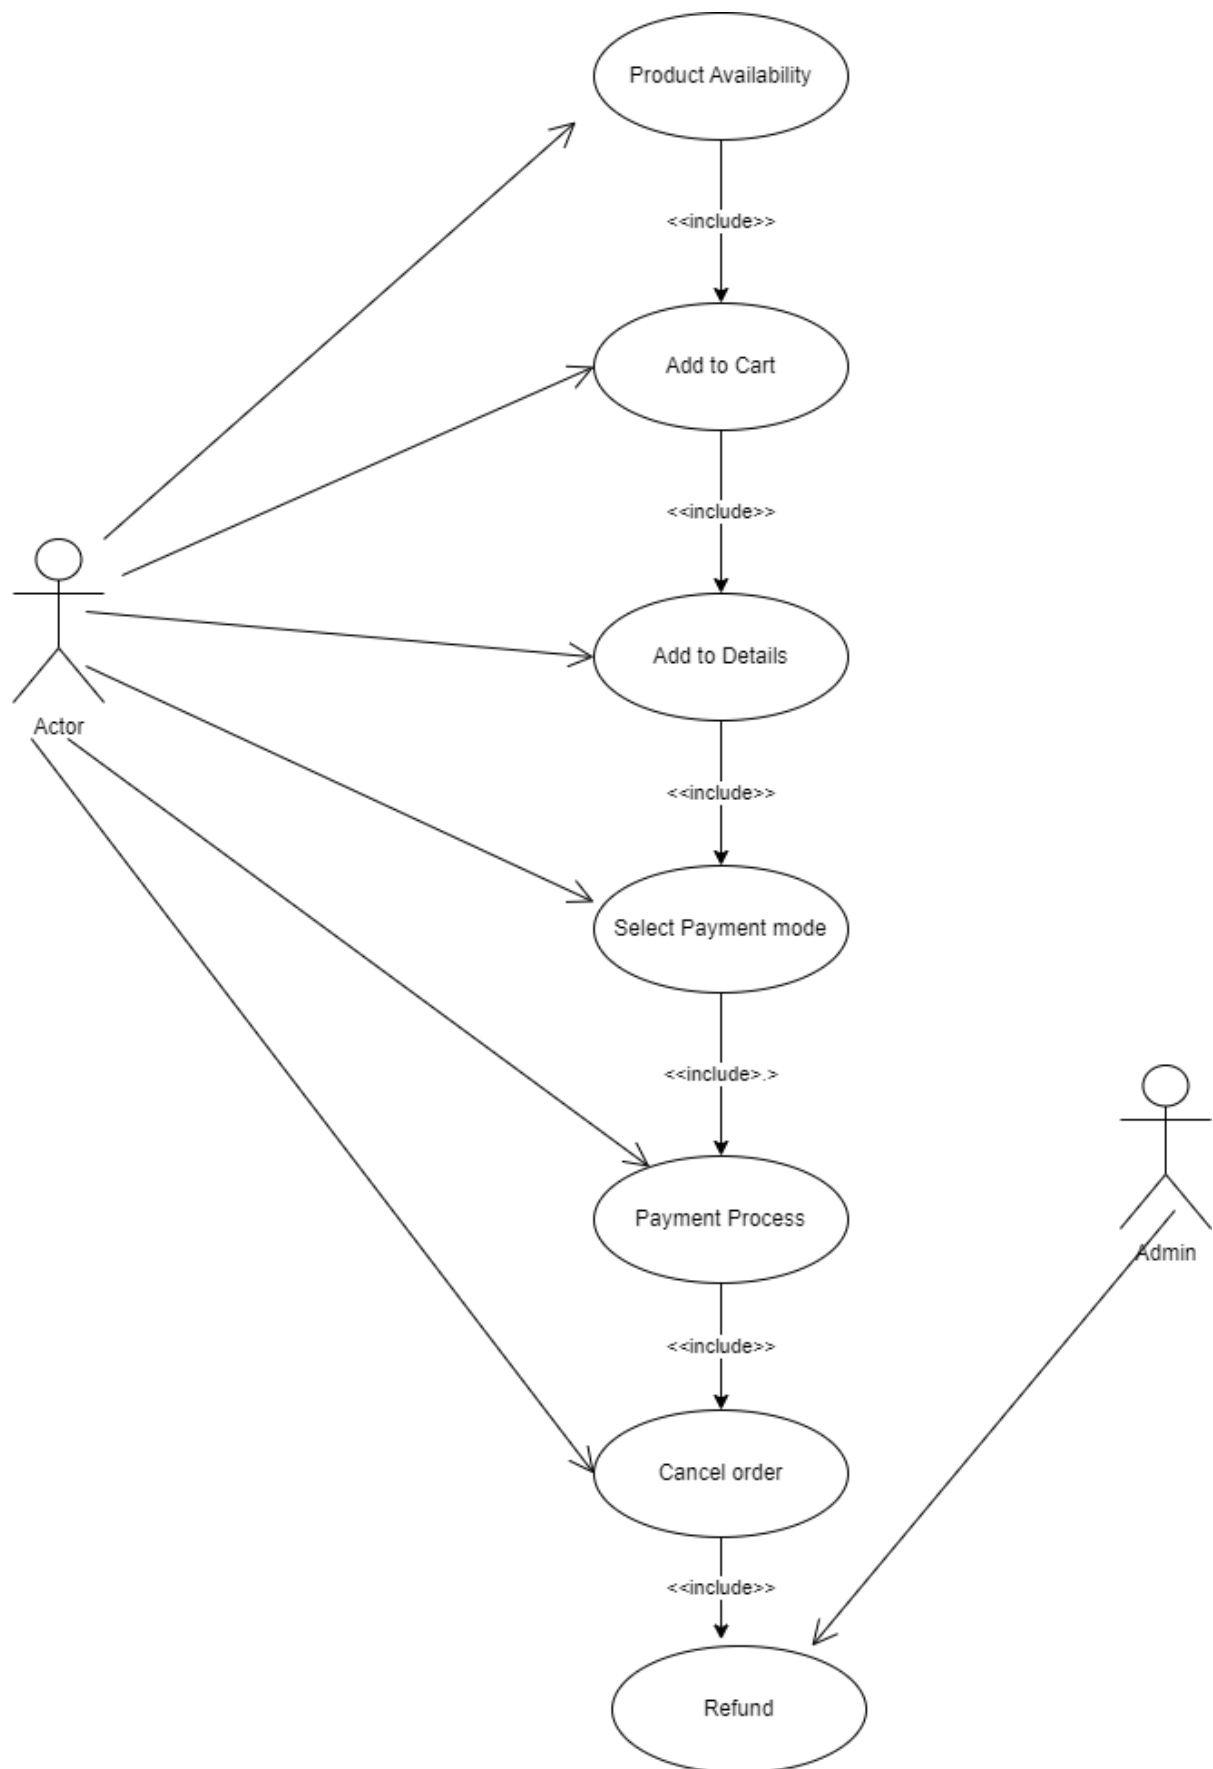 Product Availability
<<include>>
Add to Cart
<<include>>
Add to Details
Actor
<<include>>
Select Payment mode
<<include>.>
Payment Process
Admin
<<include>>
Cancel order
<<include>>
Refund